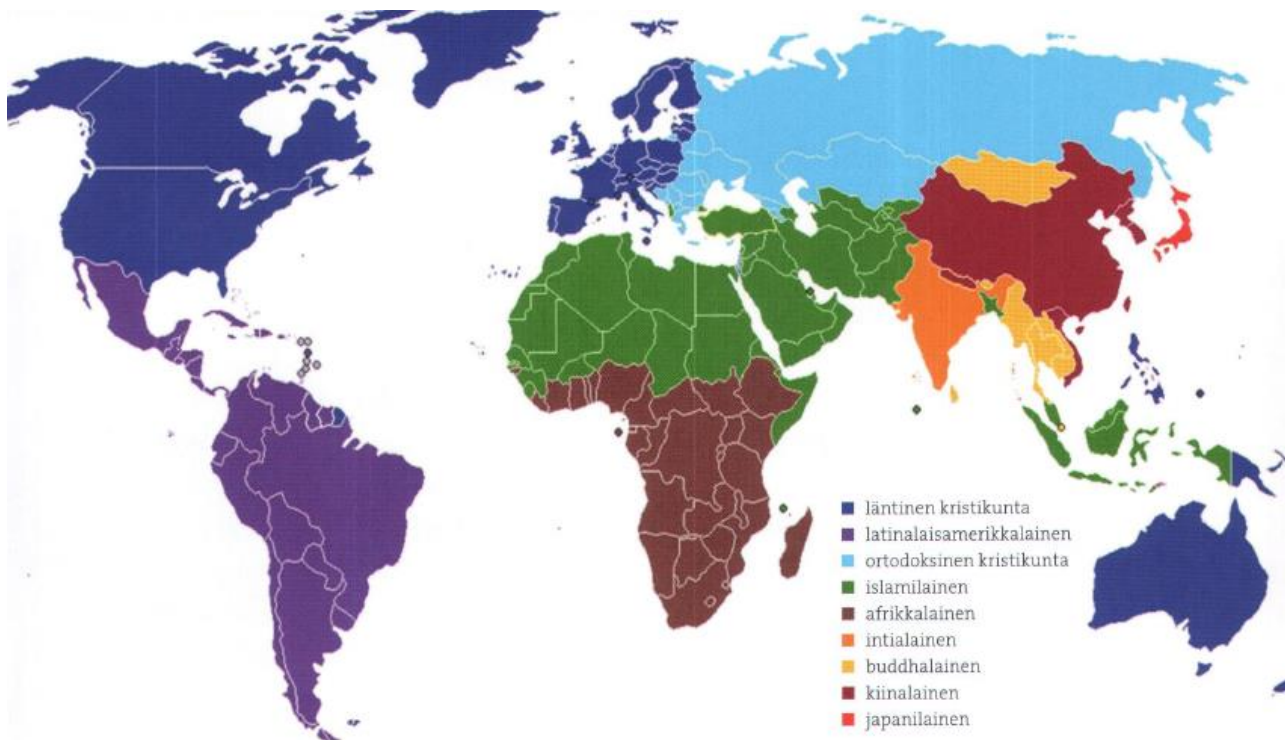 läntinen kristikunta
latinalaisamerikkalainen
ortodoksinen kristikunta
islamilainen
afrikkalainen
intialainen
buddhalainen
kiinalainen
japanilainen